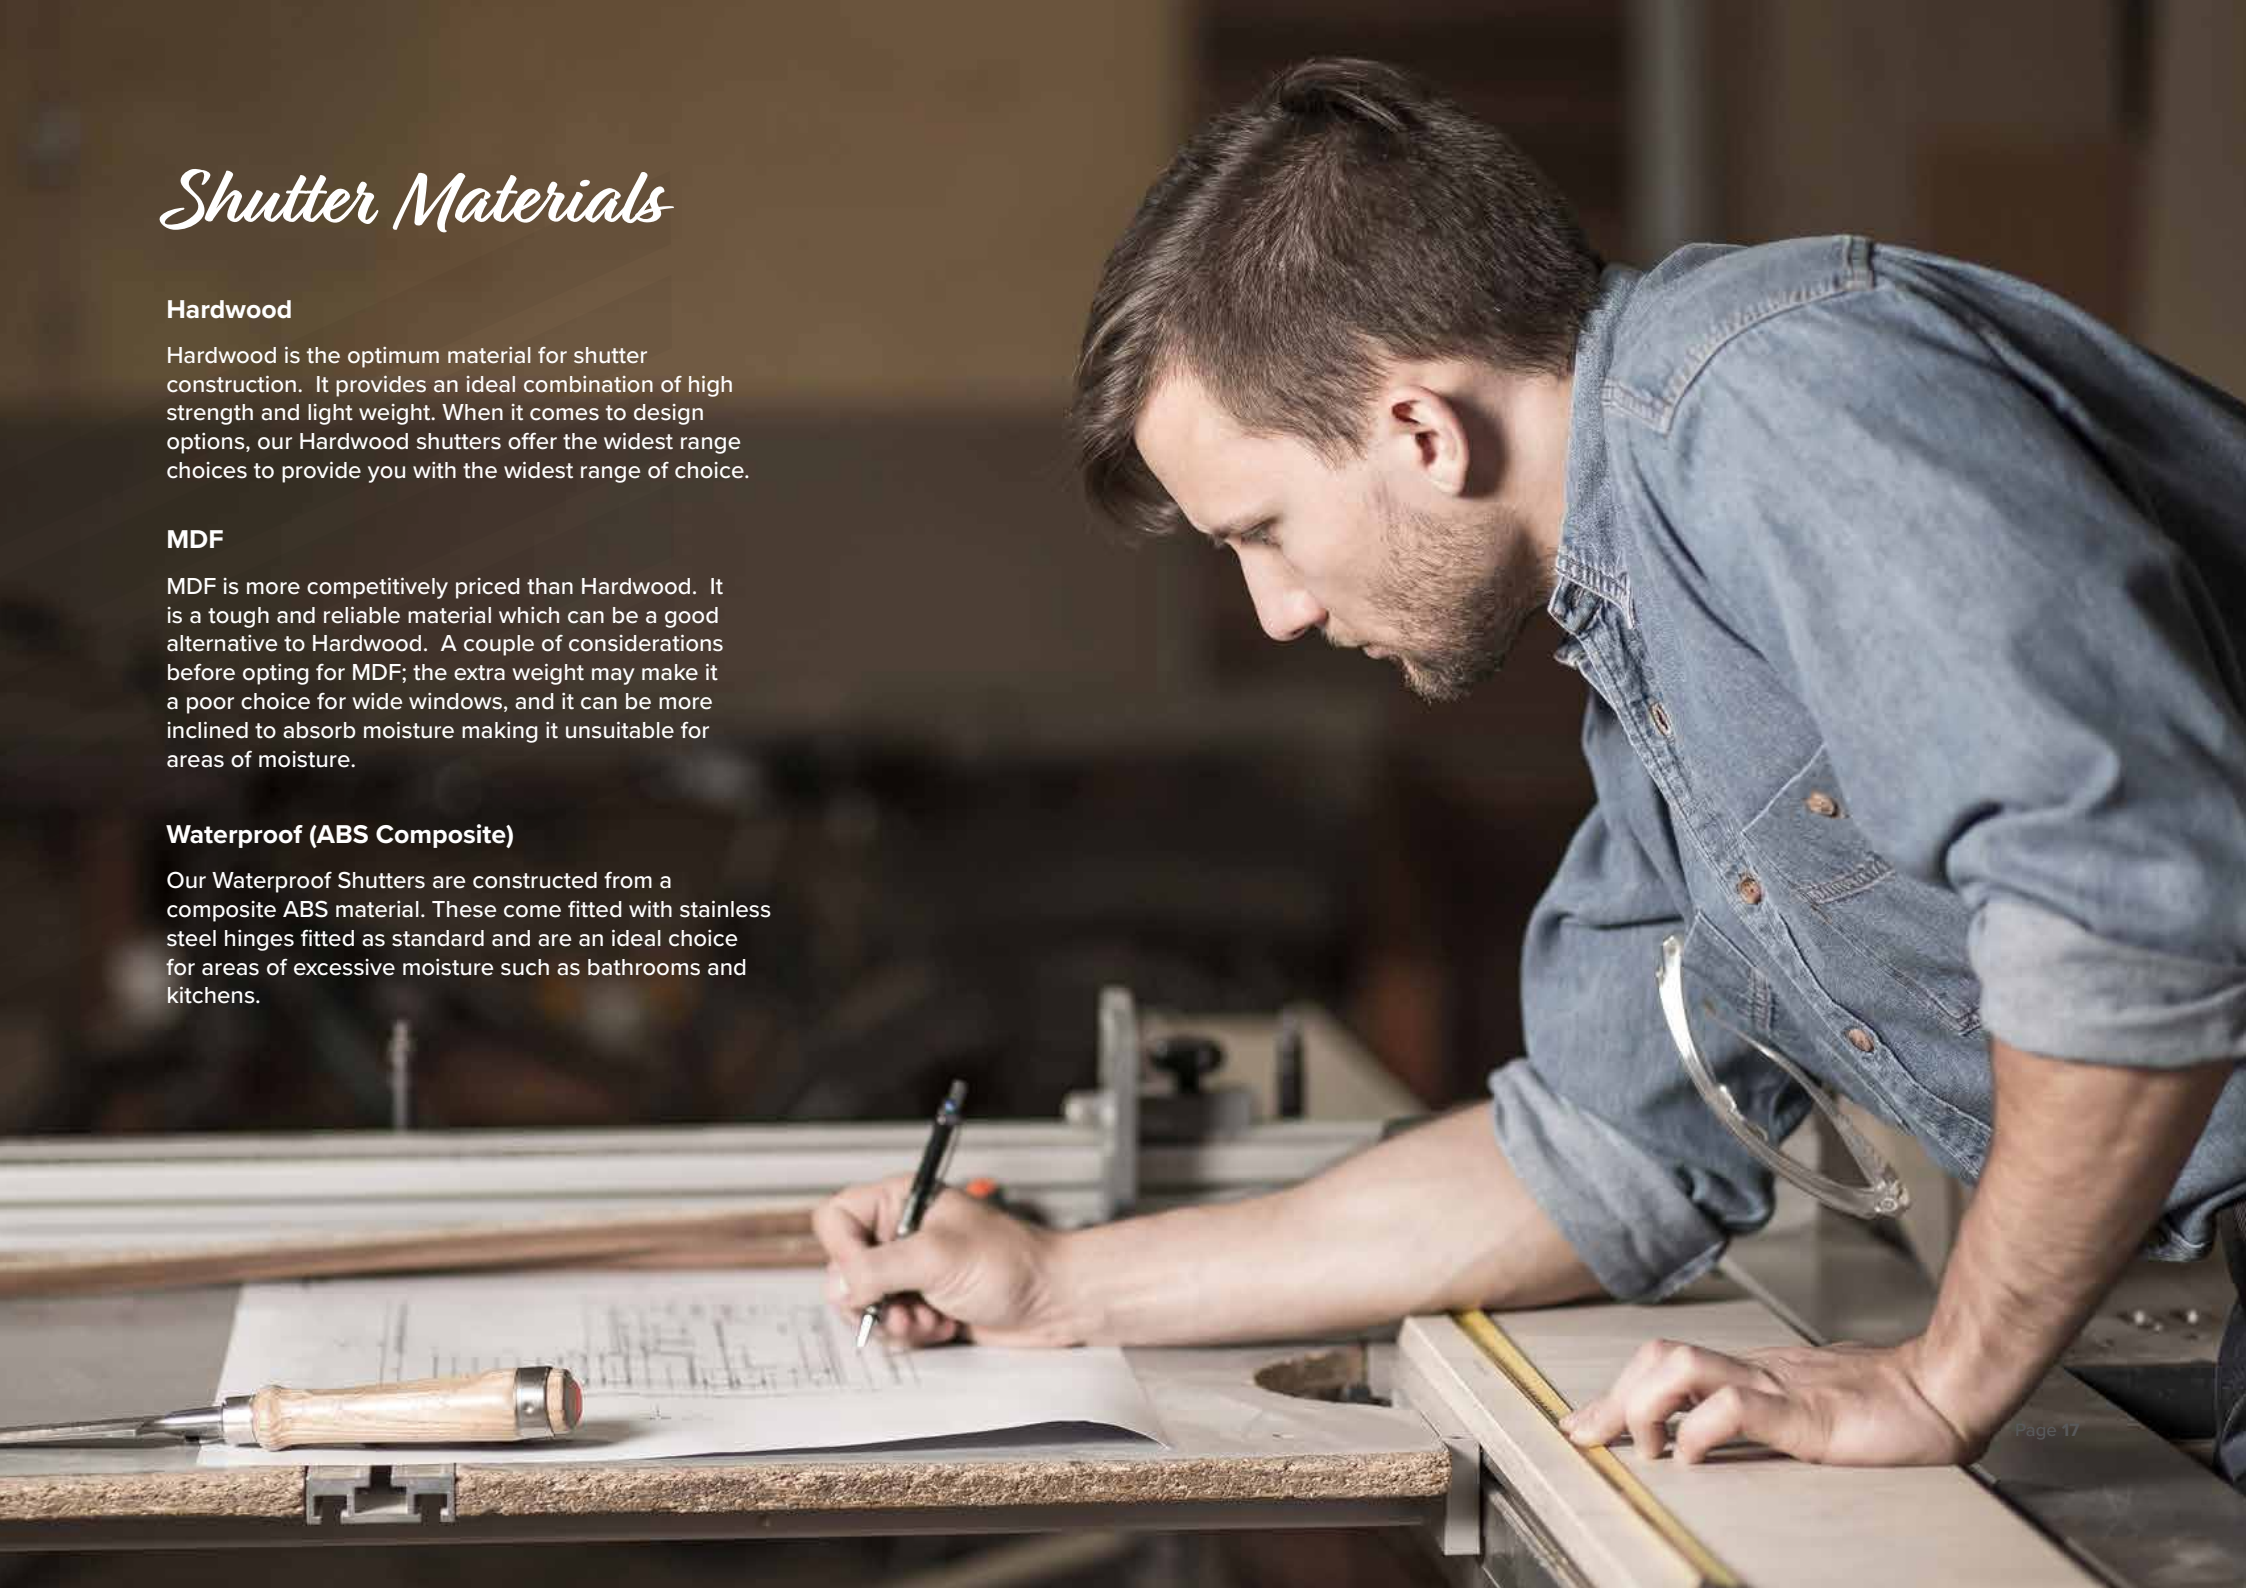 Shutter Materials
Hardwood
Hardwood is the optimum material for shutter
construction.  It provides an ideal combination of high
strength and light weight. When it comes to design
options, our Hardwood shutters offer the widest range
choices to provide you with the widest range of choice.
MDF
MDF is more competitively priced than Hardwood.  It
is a tough and reliable material which can be a good
alternative to Hardwood.  A couple of considerations
before opting for MDF; the extra weight may make it
a poor choice for wide windows, and it can be more
inclined to absorb moisture making it unsuitable for
areas of moisture.
Waterproof (ABS Composite)
Our Waterproof Shutters are constructed from a
composite ABS material. These come fitted with stainless
steel hinges fitted as standard and are an ideal choice
for areas of excessive moisture such as bathrooms and
kitchens.
Page 17